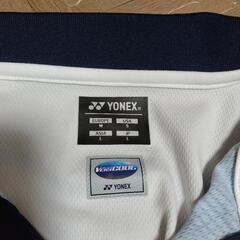 YONEX
EUROPE USA
M S
ASIA JP
L L
VERYCOOL
YONEX